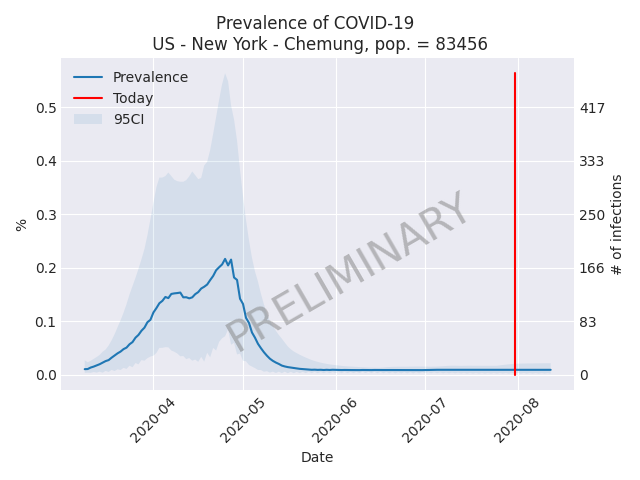 Prevalence of COVID-19
US - New York - Chemung, pop. = 83456
Prevalence
Today
95CI
0.5
0.4
0.3
0.2
0.1
0.0
%
417
333
250
166
83
0
# of infections
PRELIMINARY
2020-04
2020-05
2020-06
2020-07
2020-08
Date